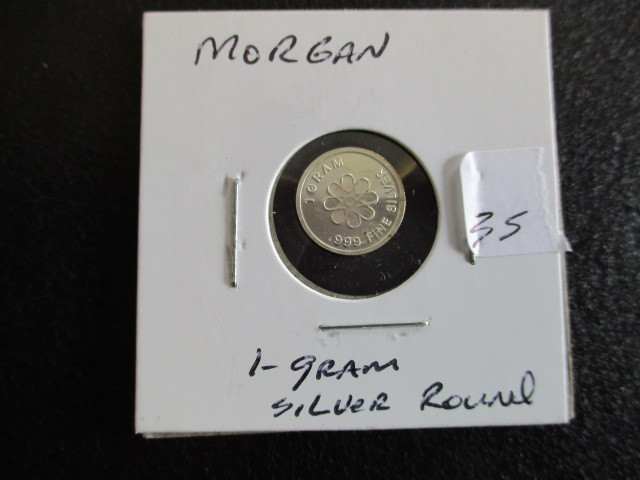 MORGAN
1 GRAM
.999 FINE SILVER
35
1-GRAM
SILVER ROUND